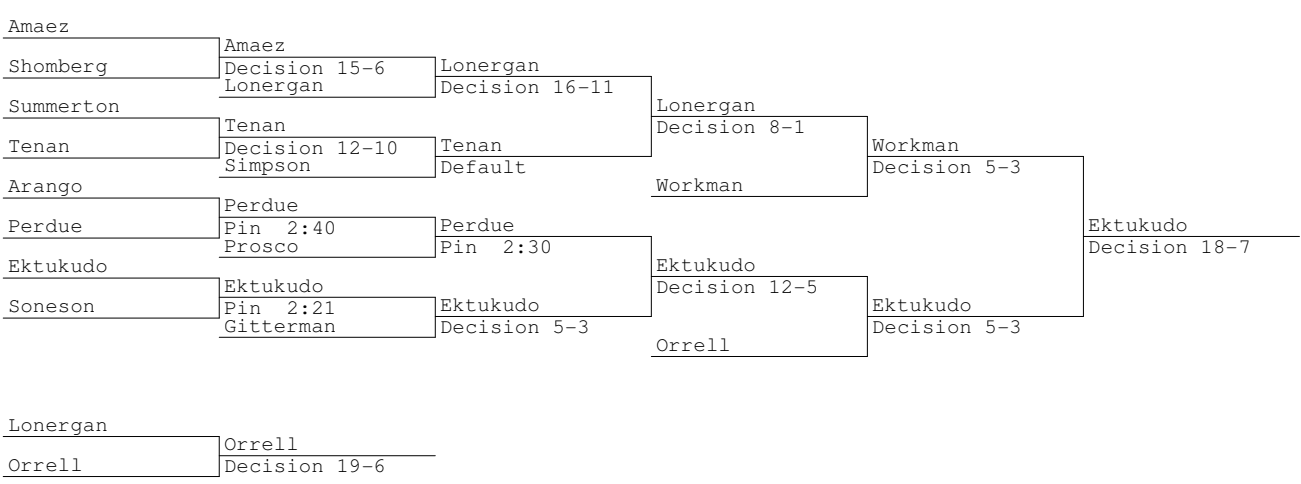 Amaez
Amaez
Shomberg
Decision 15-6
Lonergan
Lonergan
Decision 16-11
Summerton
Lonergan
Tenan
Decision 8-1
Tenan
Decision 12-10
Tenan
Workman
Simpson
Default
Decision 5-3
Arango
Workman
Perdue
Perdue
Pin 2:40
Perdue
Ektukudo
Prosco
Pin 2:30
Decision 18-7
Ektukudo
Ektukudo
Ektukudo
Decision 12-5
Soneson
Pin 2:21
Ektukudo
Ektukudo
Gitterman
Decision 5-3
Decision 5-3
Orrell
Lonergan
Orrell
Orrell
Decision 19-6